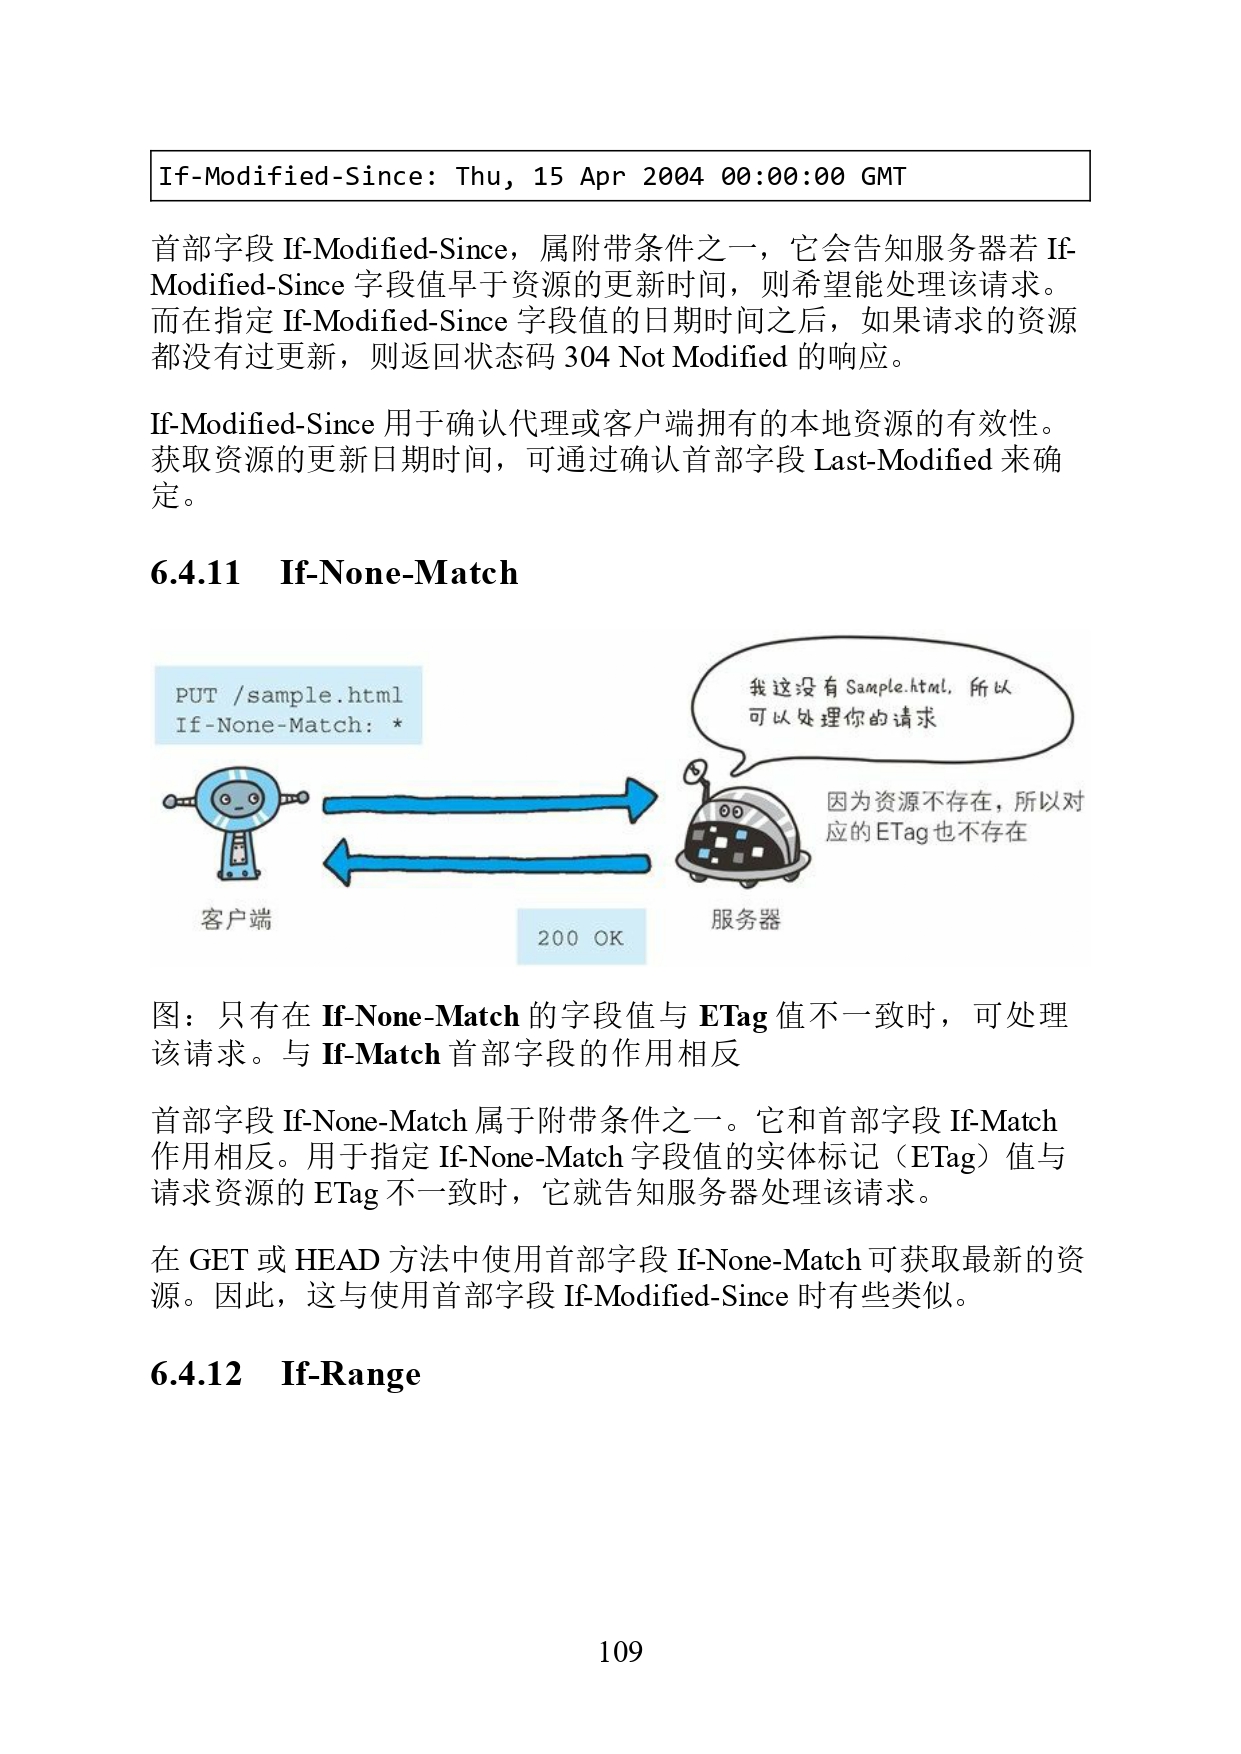 If-Modified-Since: Thu, 15 Apr 2004 00:00:00 GMT
首部字段 If-Modified-Since，属附带条件之一，它会告知服务器若 If-
Modified-Since 字段值早于资源的更新时间，则希望能处理该请求。
而在指定 If-Modified-Since 字段值的日期时间之后，如果请求的资源
都没有过更新，则返回状态码 304 Not Modified 的响应。
If-Modified-Since 用于确认代理或客户端拥有的本地资源的有效性。
获取资源的更新日期时间，可通过确认首部字段 Last-Modified 来确
定。
6.4.11 If-None-Match
PUT /sample.html
If-None-Match: *
我这没有Sample.html，所以
可以处理你的请求
因为资源不存在，所以对
应的ETag也不存在
客户端
服务器
200 OK
图：只有在 If-None-Match 的字段值与 ETag 值不一致时，可处理
该请求。与 If-Match 首部字段的作用相反
首部字段 If-None-Match 属于附带条件之一。它和首部字段 If-Match
作用相反。用于指定 If-None-Match 字段值的实体标记（ETag）值与
请求资源的 ETag 不一致时，它就告知服务器处理该请求。
在 GET 或 HEAD 方法中使用首部字段 If-None-Match 可获取最新的资
源。因此，这与使用首部字段 If-Modified-Since 时有些类似。
6.4.12 If-Range
109